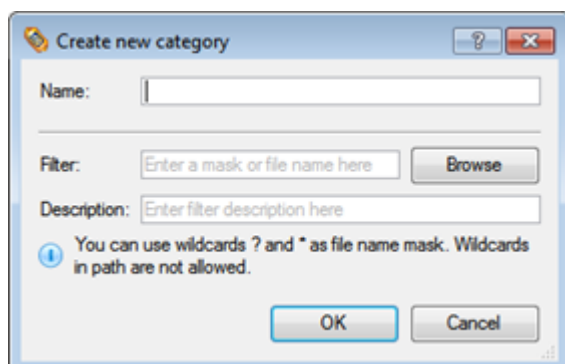 Create new category
Name:
Filter: Enter a mask or file name here Browse
Description: Enter filter description here
You can use wildcards ? and * as file name mask. Wildcards
in path are not allowed.
OK Cancel